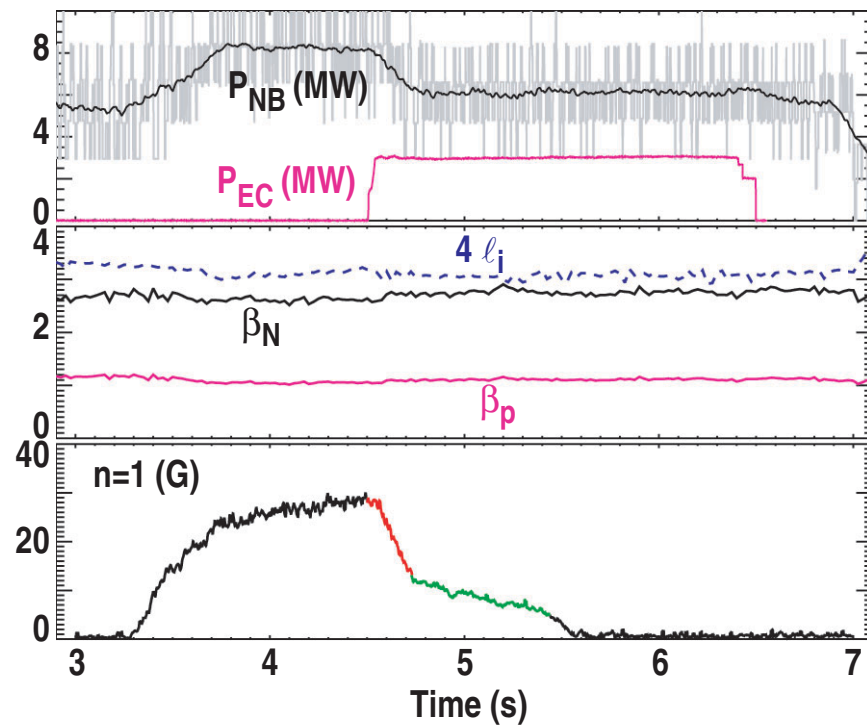 8
P_NB (MW)
4
P_EC (MW)
0
4
4 ℓ_i
2
β_N
β_p
0
40
n=1 (G)
20
0
3 4 5 6 7
Time (s)